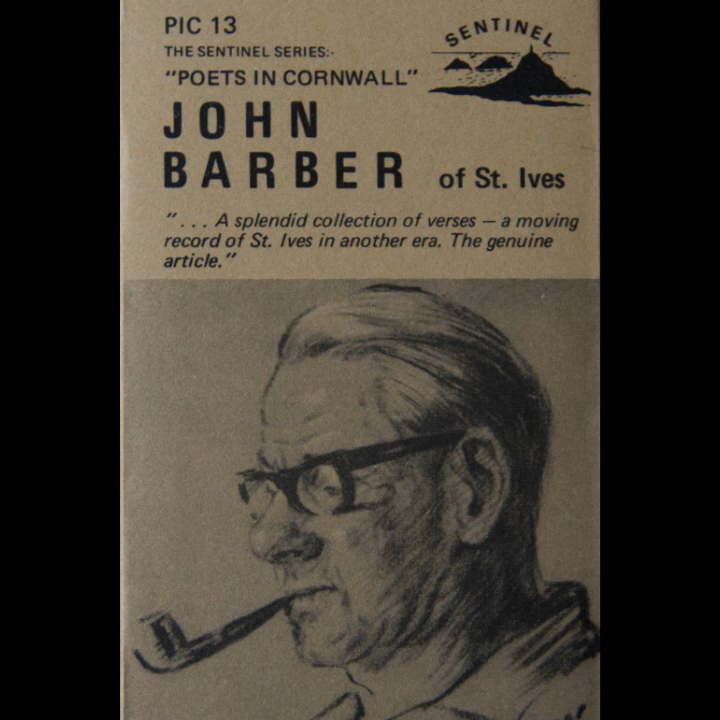 PIC 13
SENTINEL
THE SENTINEL SERIES:-
"POETS IN CORNWALL"
JOHN
BARBER of St. Ives
". . . A splendid collection of verses — a moving
record of St. Ives in another era. The genuine
article."